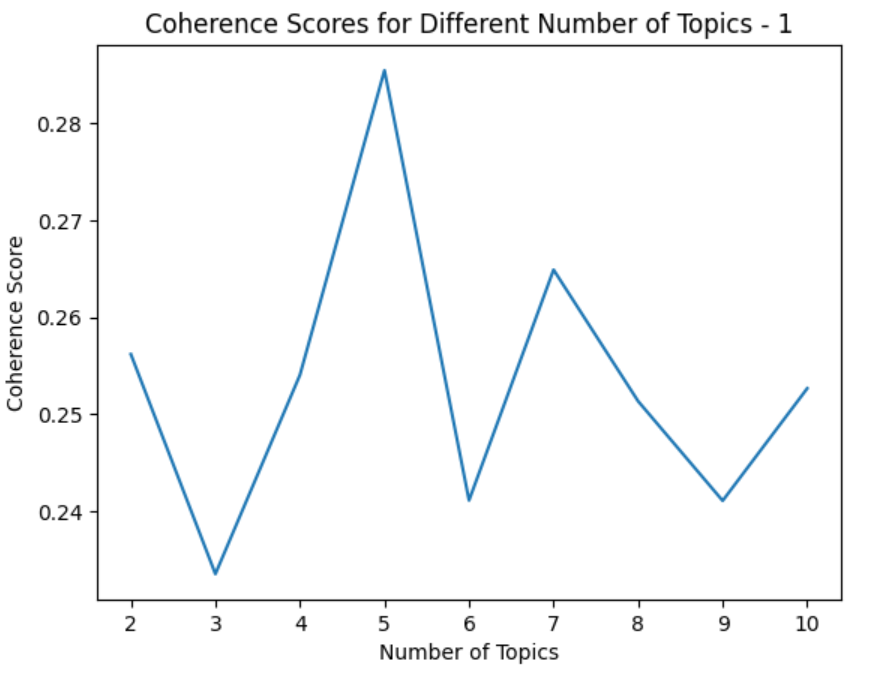 Coherence Scores for Different Number of Topics - 1
0.28
0.27
0.26
0.25
0.24
Coherence Score
2 3 4 5 6 7 8 9 10
Number of Topics